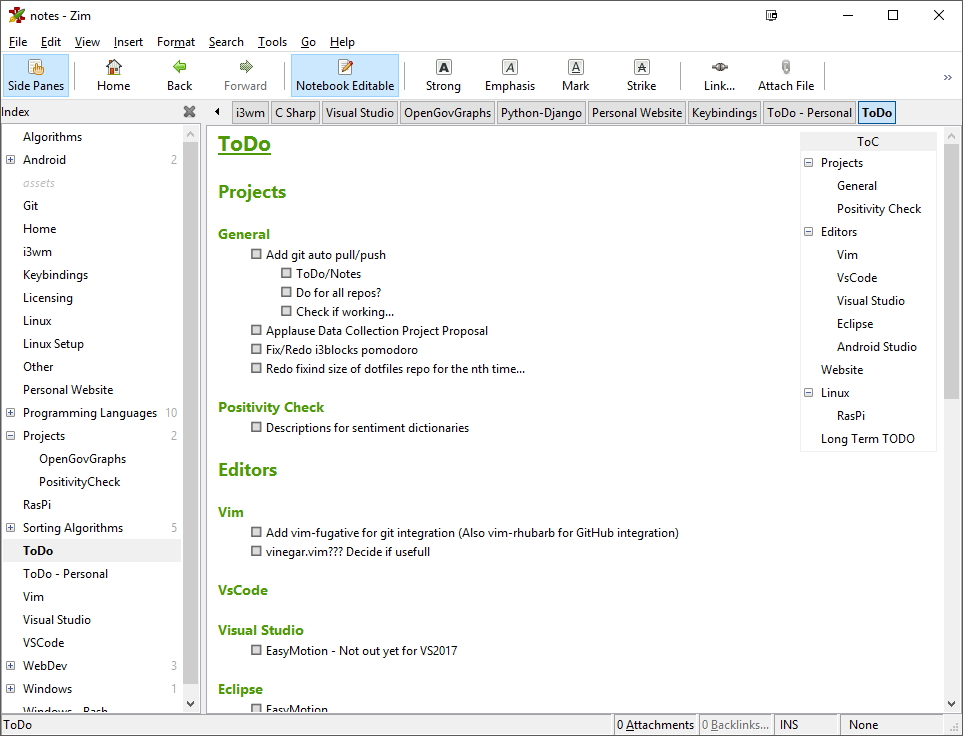 notes - Zim
File Edit View Insert Format Search Tools Go Help
Side Panes Home Back Forward Notebook Editable Strong Emphasis Mark Strike Link... Attach File »
Index
i3wm C Sharp Visual Studio OpenGovGraphs Python-Django Personal Website Keybindings ToDo - Personal ToDo
Algorithms
Android 2
assets
Git
Home
i3wm
Keybindings
Licensing
Linux
Linux Setup
Other
Personal Website
Programming Languages 10
Projects 2
OpenGovGraphs
PositivityCheck
RasPi
Sorting Algorithms 5
ToDo
ToDo - Personal
Vim
Visual Studio
VSCode
WebDev 3
Windows 1
Windows - Bash
ToDo
Projects
General
Add git auto pull/push
ToDo/Notes
Do for all repos?
Check if working...
Applause Data Collection Project Proposal
Fix/Redo i3blocks pomodoro
Redo fixind size of dotfiles repo for the nth time...
Positivity Check
Descriptions for sentiment dictionaries
Editors
Vim
Add vim-fugative for git integration (Also vim-rhubarb for GitHub integration)
vinegar.vim??? Decide if usefull
VsCode
Visual Studio
EasyMotion - Not out yet for VS2017
Eclipse
EasyMotion
ToC
Projects
General
Positivity Check
Editors
Vim
VsCode
Visual Studio
Eclipse
Android Studio
Website
Linux
RasPi
Long Term TODO
ToDo
0 Attachments 0 Backlinks... INS None